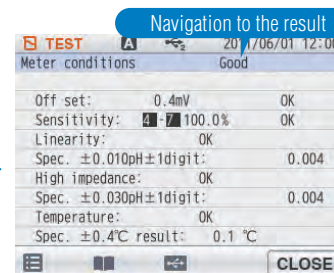 Navigation to the result
TEST A 2011/06/01 12:00
Meter conditions Good
Off set: 0.4mV OK
Sensitivity: 4-7 100.0% OK
Linearity: OK
Spec. ±0.010pH±1digit: 0.004
High impedance: OK
Spec. ±0.030pH±1digit: 0.004
Temperature: OK
Spec. ±0.4℃ result: 0.1 ℃
CLOSE